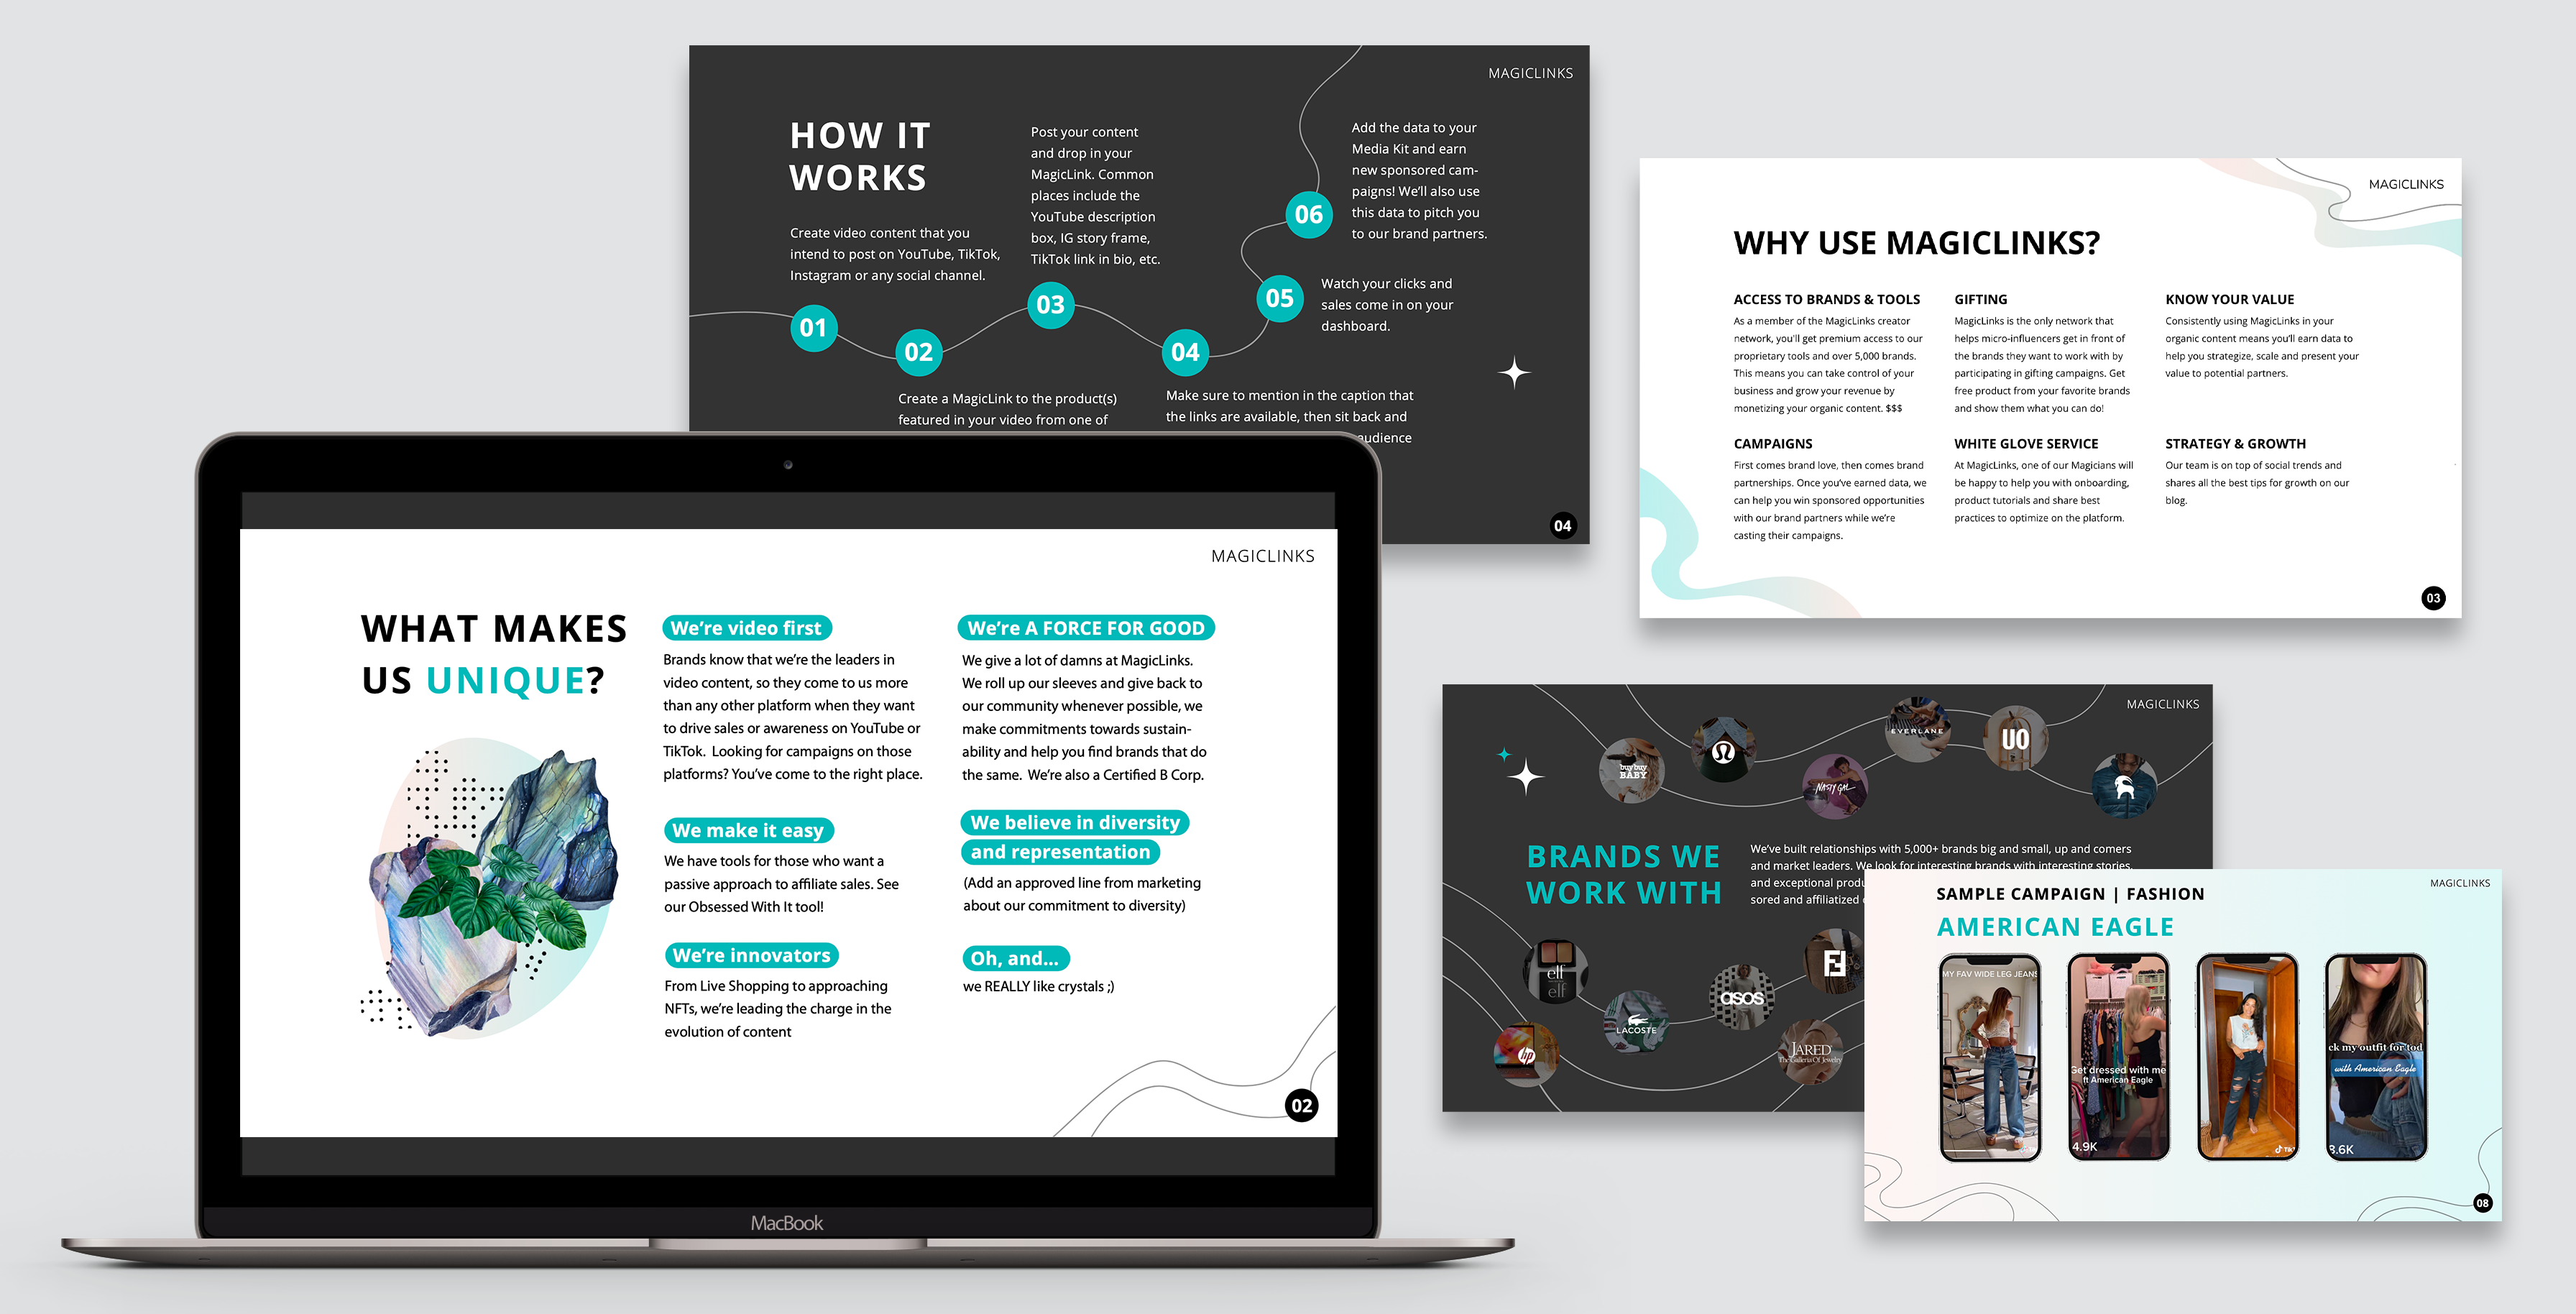 MAGICLINKS
HOW IT
WORKS
Create video content that you
intend to post on YouTube, TikTok,
Instagram or any social channel.
01
02
Create a MagicLink to the product(s)
featured in your video from one of
Post your content
and drop in your
MagicLink. Common
places include the
YouTube description
box, IG story frame,
TikTok link in bio, etc.
03
04
Make sure to mention in the caption that
the links are available, then sit back and
audience
05
Watch your clicks and
sales come in on your
dashboard.
06
Add the data to your
Media Kit and earn
new sponsored cam-
paigns! We'll also use
this data to pitch you
to our brand partners.
04
MAGICLINKS
WHY USE MAGICLINKS?
ACCESS TO BRANDS & TOOLS
As a member of the MagicLinks creator
network, you'll get premium access to our
proprietary tools and over 5,000 brands.
This means you can take control of your
business and grow your revenue by
monetizing your organic content. $$$
GIFTING
MagicLinks is the only network that
helps micro-influencers get in front of
the brands they want to work with by
participating in gifting campaigns. Get
free product from your favorite brands
and show them what you can do!
KNOW YOUR VALUE
Consistently using MagicLinks in your
organic content means you'll earn data to
help you strategize, scale and present your
value to potential partners.
CAMPAIGNS
First comes brand love, then comes brand
partnerships. Once you've earned data, we
can help you win sponsored opportunities
with our brand partners while we're
casting their campaigns.
WHITE GLOVE SERVICE
At MagicLinks, one of our Magicians will
be happy to help you with onboarding,
product tutorials and share best
practices to optimize on the platform.
STRATEGY & GROWTH
Our team is on top of social trends and
shares all the best tips for growth on our
blog.
03
MAGICLINKS
WHAT MAKES
US UNIQUE?
We're video first
Brands know that we're the leaders in
video content, so they come to us more
than any other platform when they want
to drive sales or awareness on YouTube or
TikTok. Looking for campaigns on those
platforms? You've come to the right place.
We make it easy
We have tools for those who want a
passive approach to affiliate sales. See
our Obsessed With It tool!
We're innovators
From Live Shopping to approaching
NFTs, we're leading the charge in the
evolution of content
We're A FORCE FOR GOOD
We give a lot of damns at MagicLinks.
We roll up our sleeves and give back to
our community whenever possible, we
make commitments towards sustain-
ability and help you find brands that do
the same. We're also a Certified B Corp.
We believe in diversity
and representation
(Add an approved line from marketing
about our commitment to diversity)
Oh, and...
we REALLY like crystals ;)
02
MacBook
MAGICLINKS
buybuy
BABY
NASTY GAL
EVERLANE
UO
BRANDS WE
WORK WITH
We've built relationships with 5,000+ brands big and small, up and comers
and market leaders. We look for interesting brands with interesting stories,
and exceptional produ
sored and affiliatized
elf
elf
hp
LACOSTE
asos
JARED
The Galleria Of Jewelry
MAGICLINKS
SAMPLE CAMPAIGN | FASHION
AMERICAN EAGLE
MY FAV WIDE LEG JEANS
Get dressed with me
ft American Eagle
4.9K
TikT
ck my outfit for tod
with American Eagle
3.6K
08